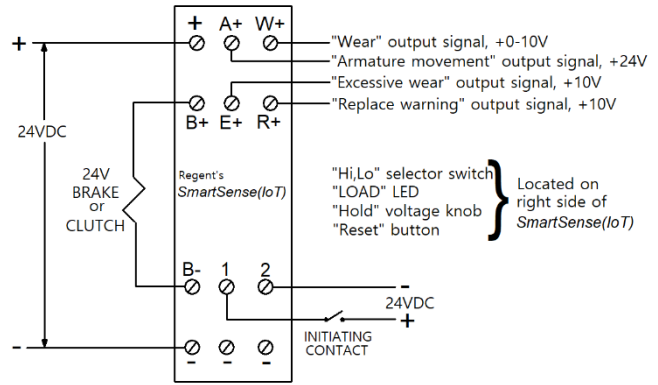 + A+ W+
+
"Wear" output signal, +0-10V
"Armature movement" output signal, +24V
"Excessive wear" output signal, +10V
"Replace warning" output signal, +10V
B+ E+ R+
24VDC
24V
BRAKE
or
CLUTCH
Regent's
SmartSense(IoT)
"Hi,Lo" selector switch
"LOAD" LED
"Hold" voltage knob
"Reset" button
Located on
right side of
SmartSense(IoT)
B- 1 2
-
24VDC
+
INITIATING
CONTACT
-
- - -